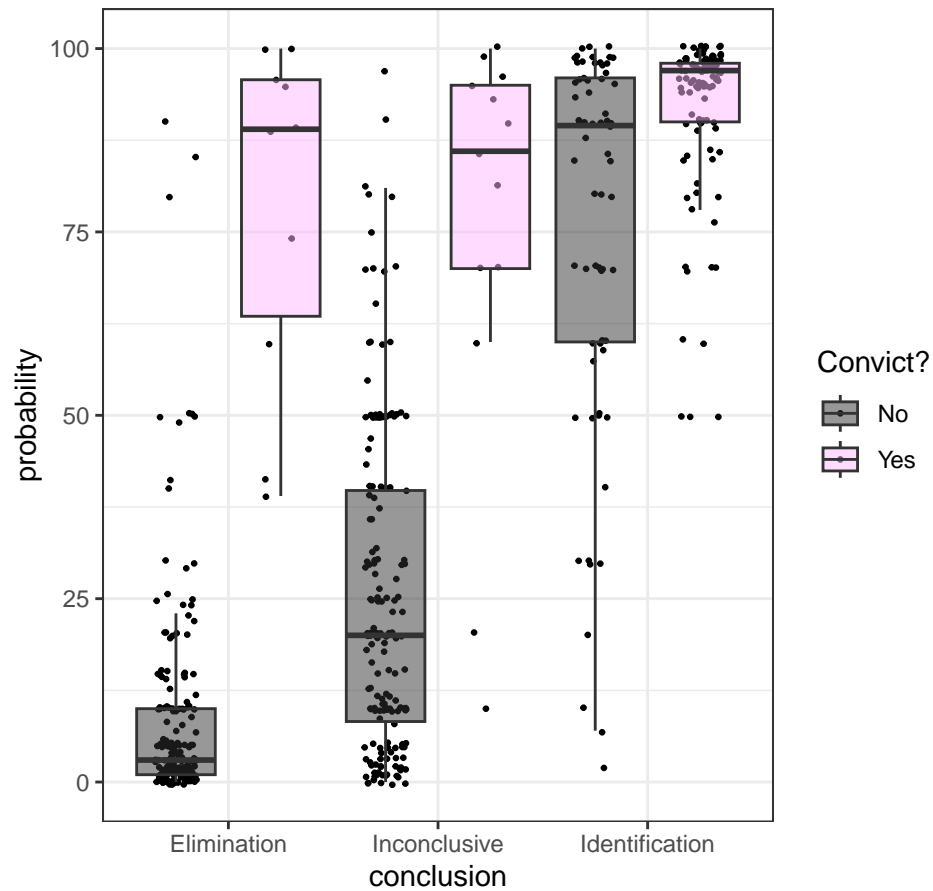 100
75
50
25
0
probability
Elimination
Inconclusive
Identification
conclusion
Convict?
No
Yes